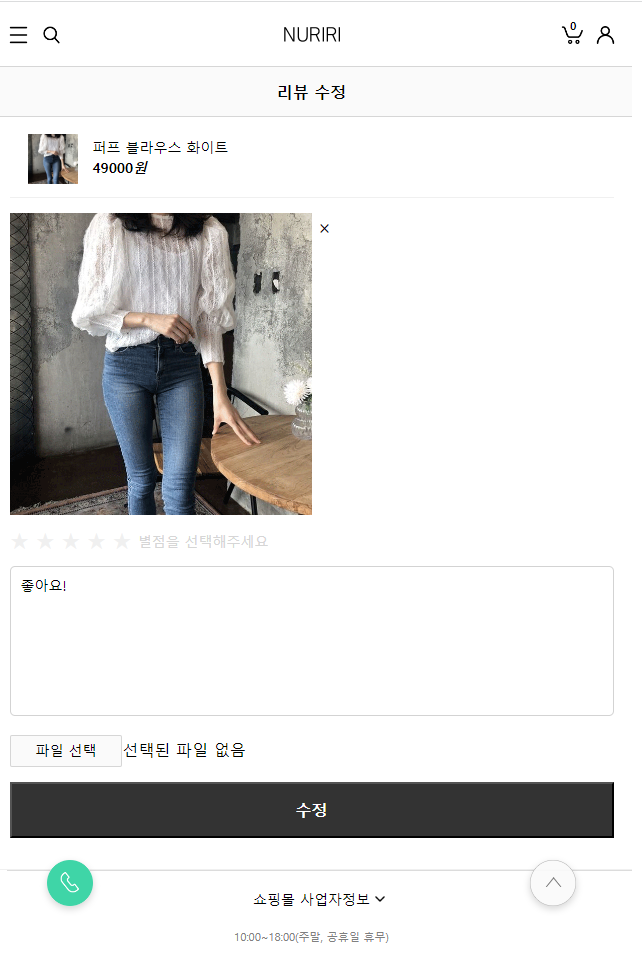 NURIRI
0
리뷰 수정
퍼프 블라우스 화이트
49000원
×
별점을 선택해주세요
좋아요!
파일 선택 선택된 파일 없음
수정
쇼핑몰 사업자정보
10:00~18:00(주말, 공휴일 휴무)